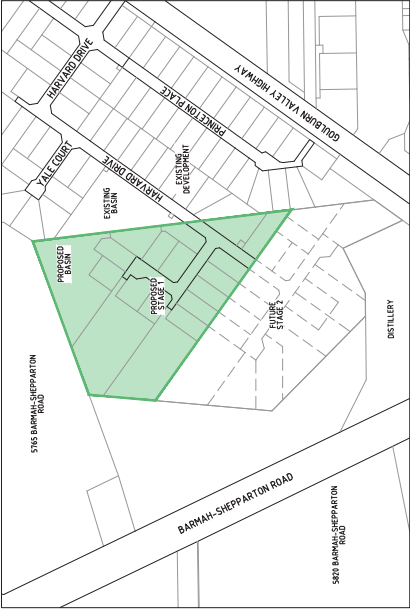 HARVARD DRIVE
GOULBURN VALLEY HIGHWAY
PRINCETON PLACE
YALE COURT
HARVARD DRIVE
EXISTING
DEVELOPMENT
EXISTING
BASIN
PROPOSED
BASIN
PROPOSED
STAGE 1
FUTURE
STAGE 2
DISTILLERY
5765 BARMAH-SHEPPARTON
ROAD
BARMAH-SHEPPARTON ROAD
5820 BARMAH-SHEPPARTON
ROAD